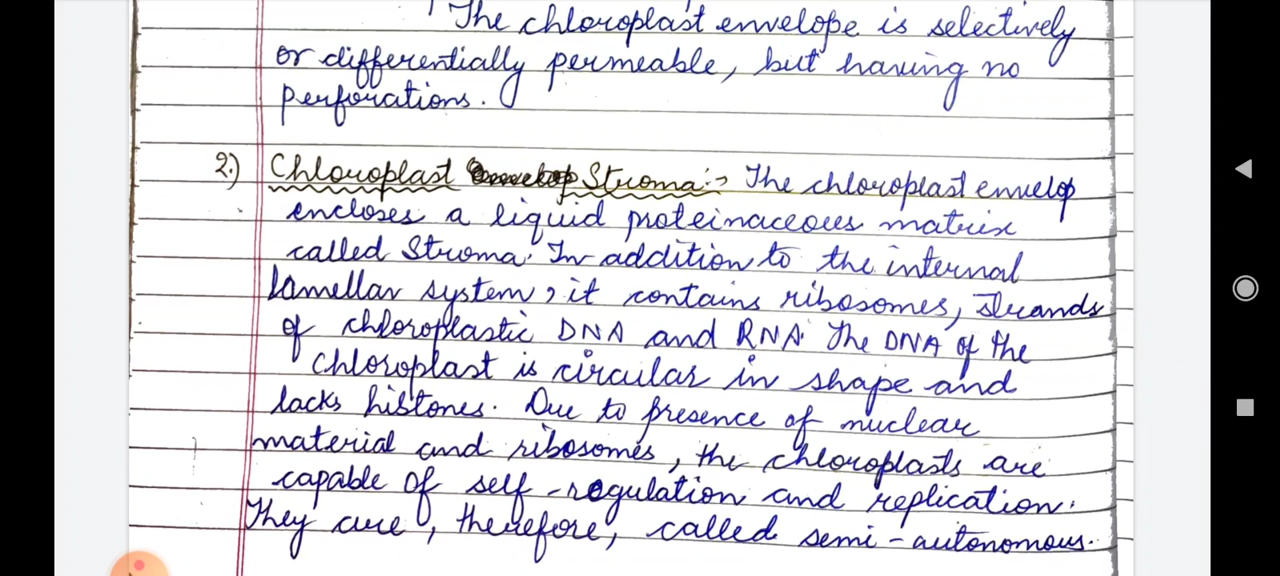 The chloroplast envelope is selectively
or differentially permeable, but having no
perforations.
2.) Chloroplast Stroma :- The chloroplast envelop
encloses a liquid proteinaceous matrix
called Stroma. In addition to the internal
lamellar system, it contains ribosomes, strands
of chloroplastic DNA and RNA. The DNA of the
chloroplast is circular in shape and
lacks histones. Due to presence of nuclear
material and ribosomes, the chloroplasts are
capable of self-regulation and replication.
They are, therefore, called semi-autonomous.